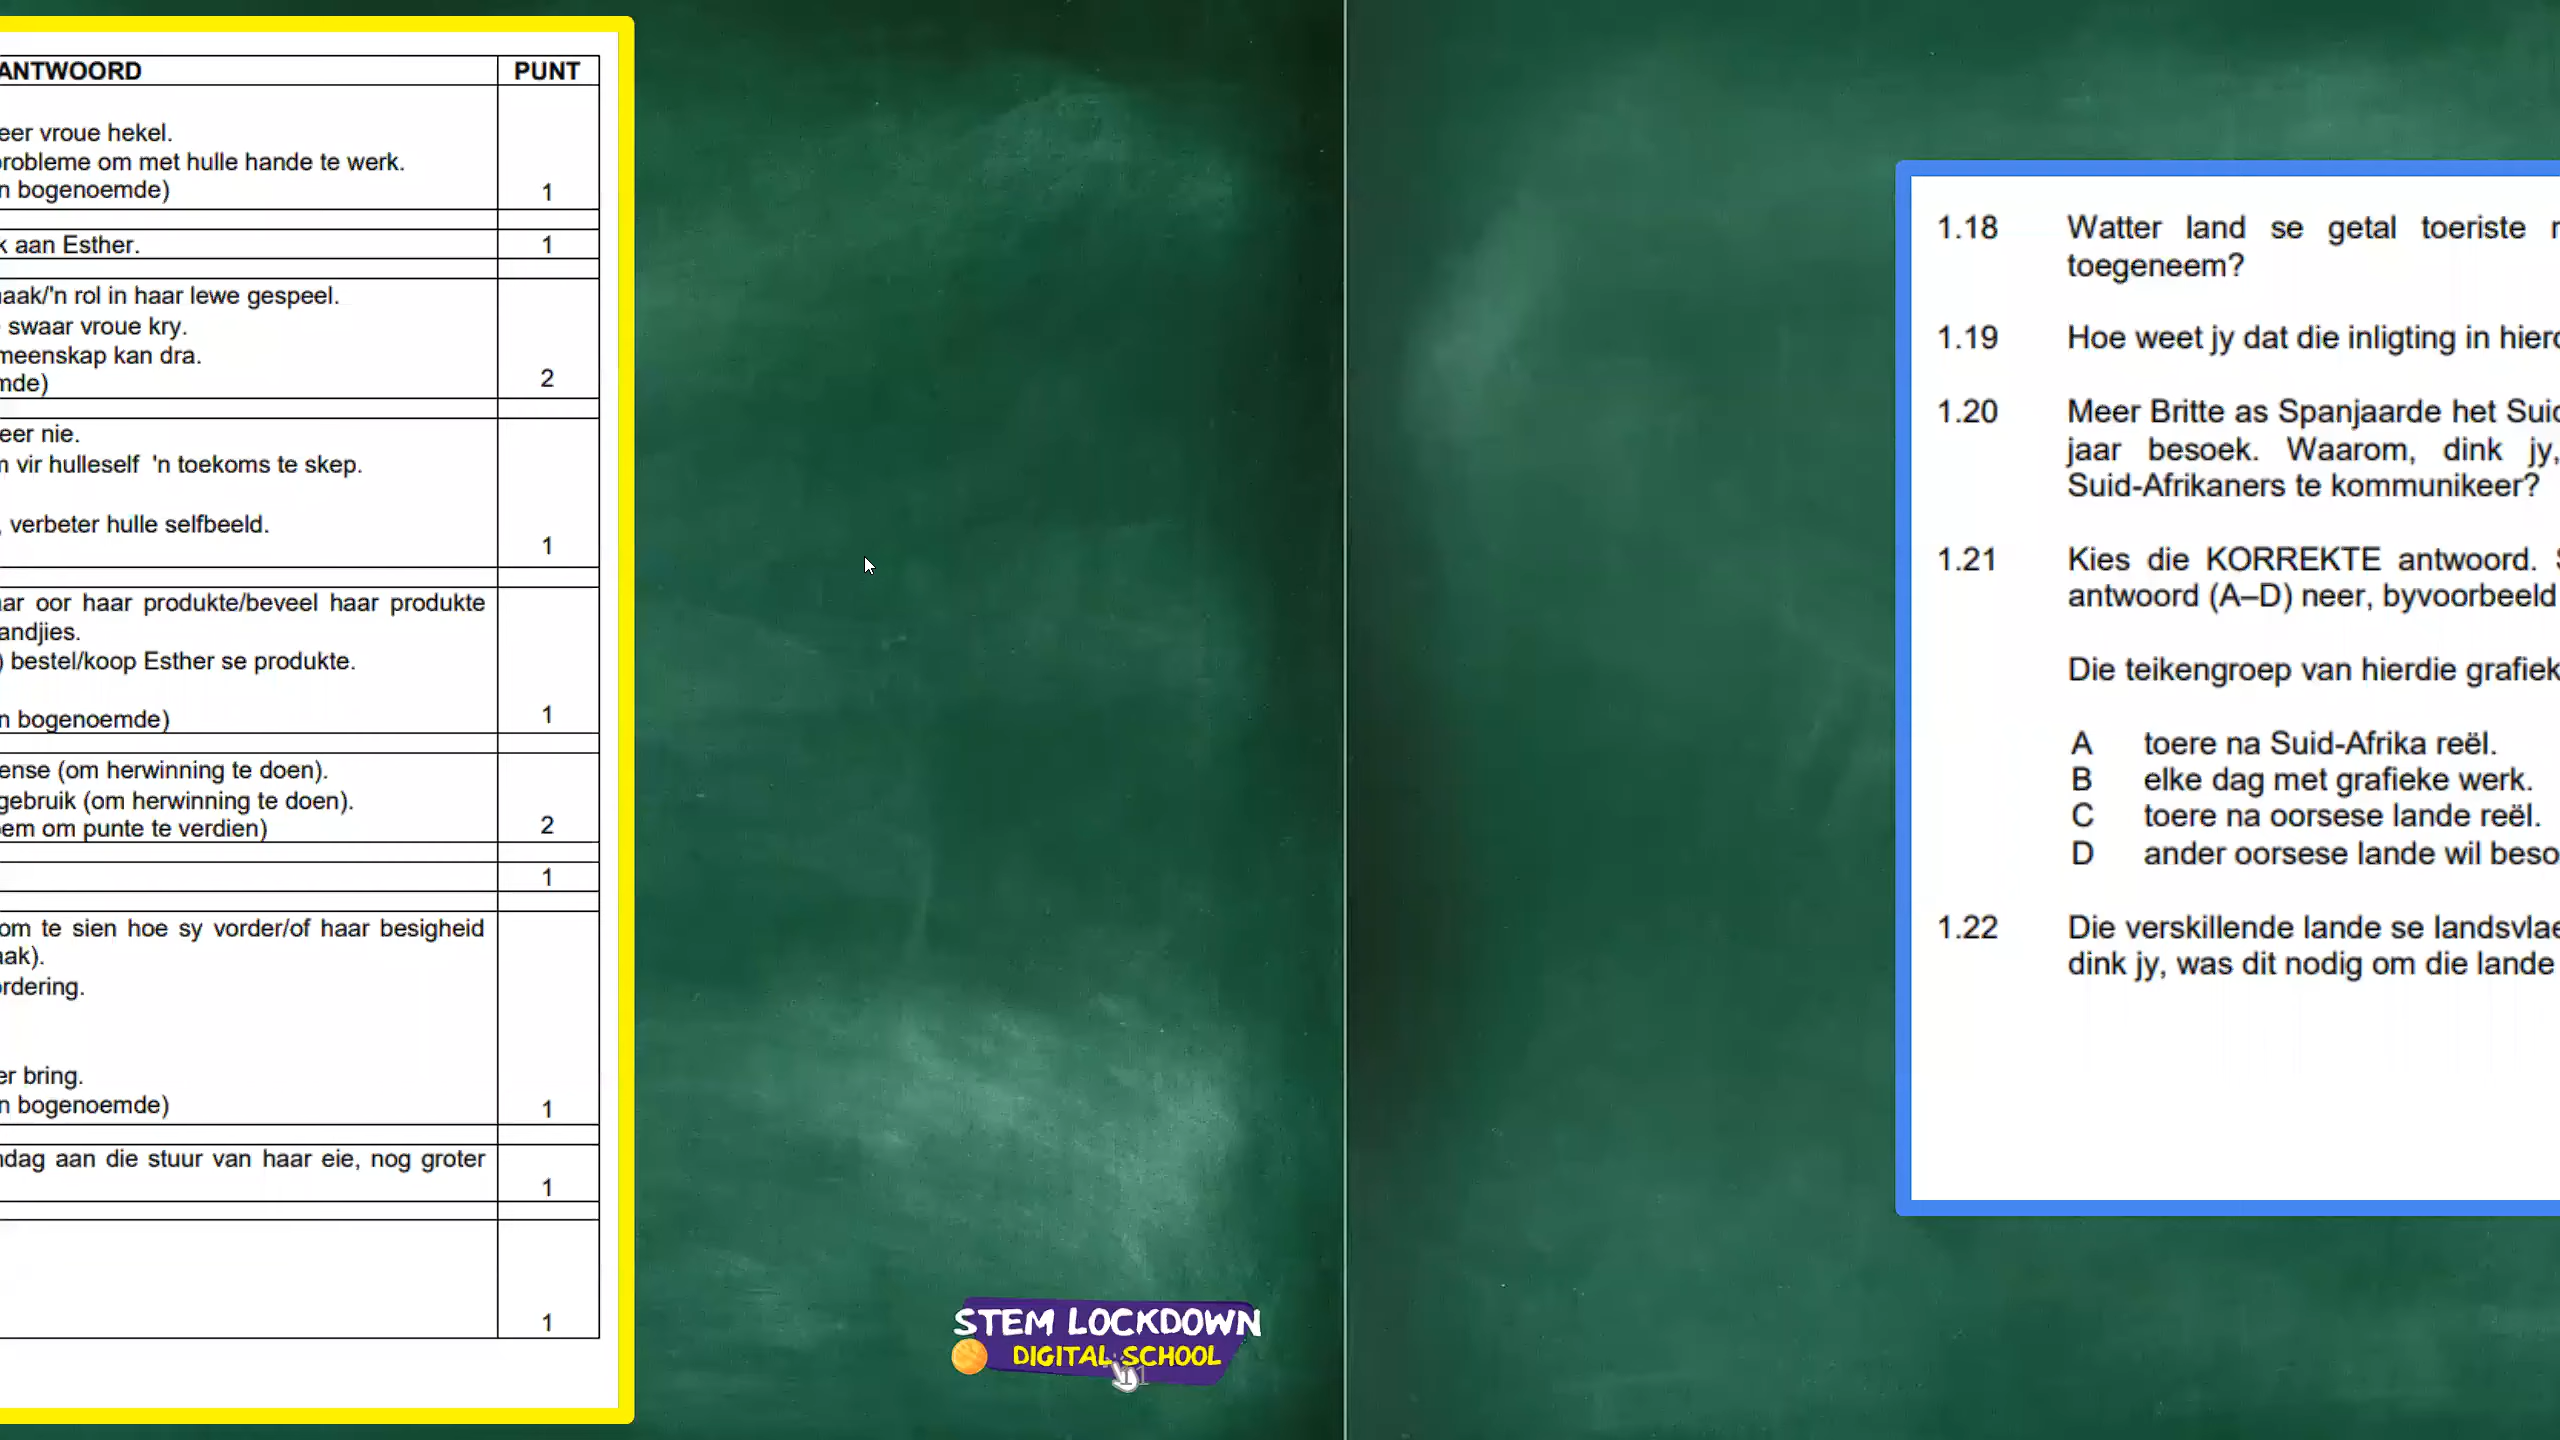 ANTWOORD PUNT
eer vroue hekel.
probleme om met hulle hande te werk.
n bogenoemde)
1
k aan Esther.
1
aak/'n rol in haar lewe gespeel.
swaar vroue kry.
meenskap kan dra.
mde)
2
eer nie.
vir hulleself 'n toekoms te skep.
, verbeter hulle selfbeeld.
1
ar oor haar produkte/beveel haar produkte
andjies.
) bestel/koop Esther se produkte.
n bogenoemde)
1
ense (om herwinning te doen).
gebruik (om herwinning te doen).
em om punte te verdien)
2
1
om te sien hoe sy vorder/of haar besigheid
aak).
rdering.
er bring.
n bogenoemde)
1
dag aan die stuur van haar eie, nog groter
1
1
STEM LOCKDOWN
DIGITAL SCHOOL
11
1.18 Watter land se getal toeriste
toegeneem?
1.19 Hoe weet jy dat die inligting in
1.20 Meer Britte as Spanjaarde het
jaar besoek. Waarom, dink jy,
Suid-Afrikaners te kommunikeer?
1.21 Kies die KORREKTE antwoord.
antwoord (A–D) neer, byvoorbeeld
Die teikengroep van hierdie grafiek
A toere na Suid-Afrika reël.
B elke dag met grafieke werk.
C toere na oorsese lande reël.
D ander oorsese lande wil beso
1.22 Die verskillende lande se landsvlae
dink jy, was dit nodig om die lande